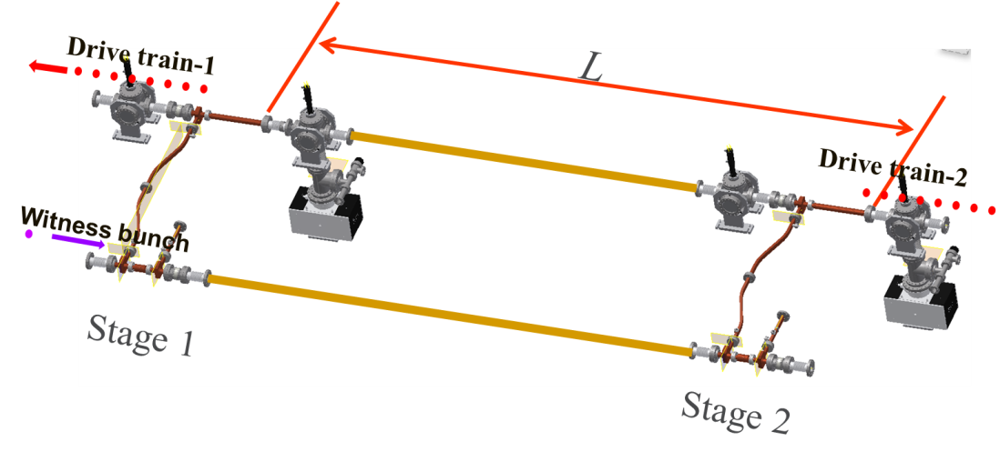 Drive train-1
L
Drive train-2
Witness bunch
Stage 1
Stage 2